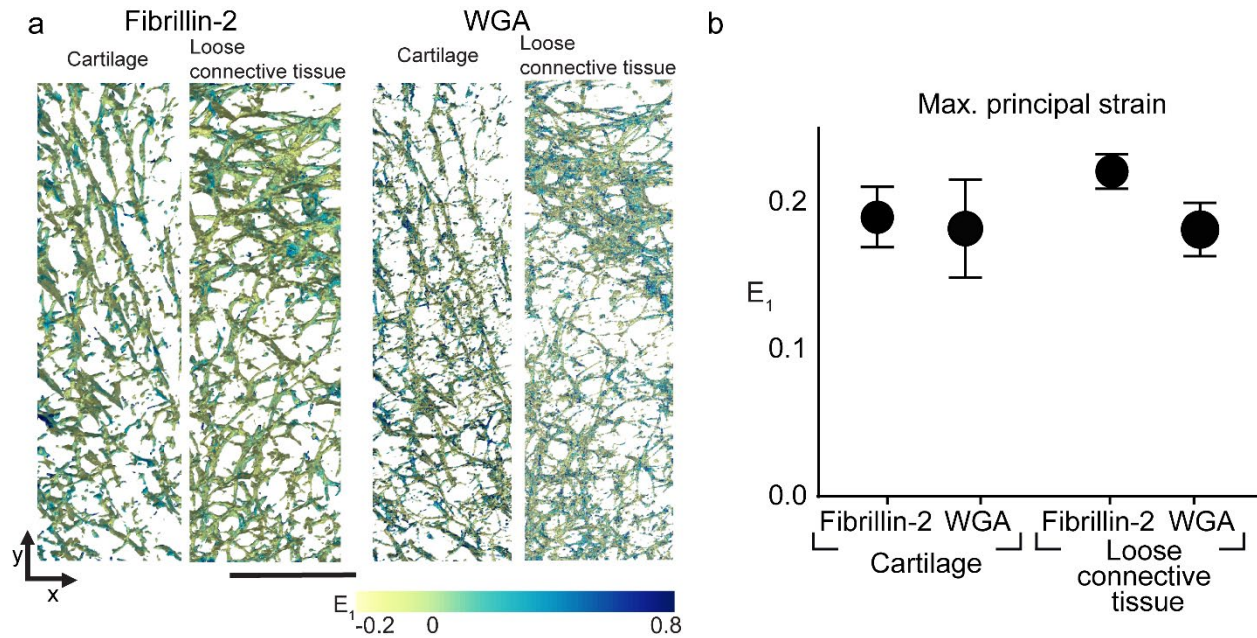 a
Fibrillin-2
WGA
Cartilage
Loose
connective tissue
Cartilage
Loose
connective tissue
y
x
E1
-0.2
0
0.8
b
Max. principal strain
E1
0.2
0.1
0.0
Fibrillin-2
WGA
Fibrillin-2
WGA
Cartilage
Loose
connective
tissue